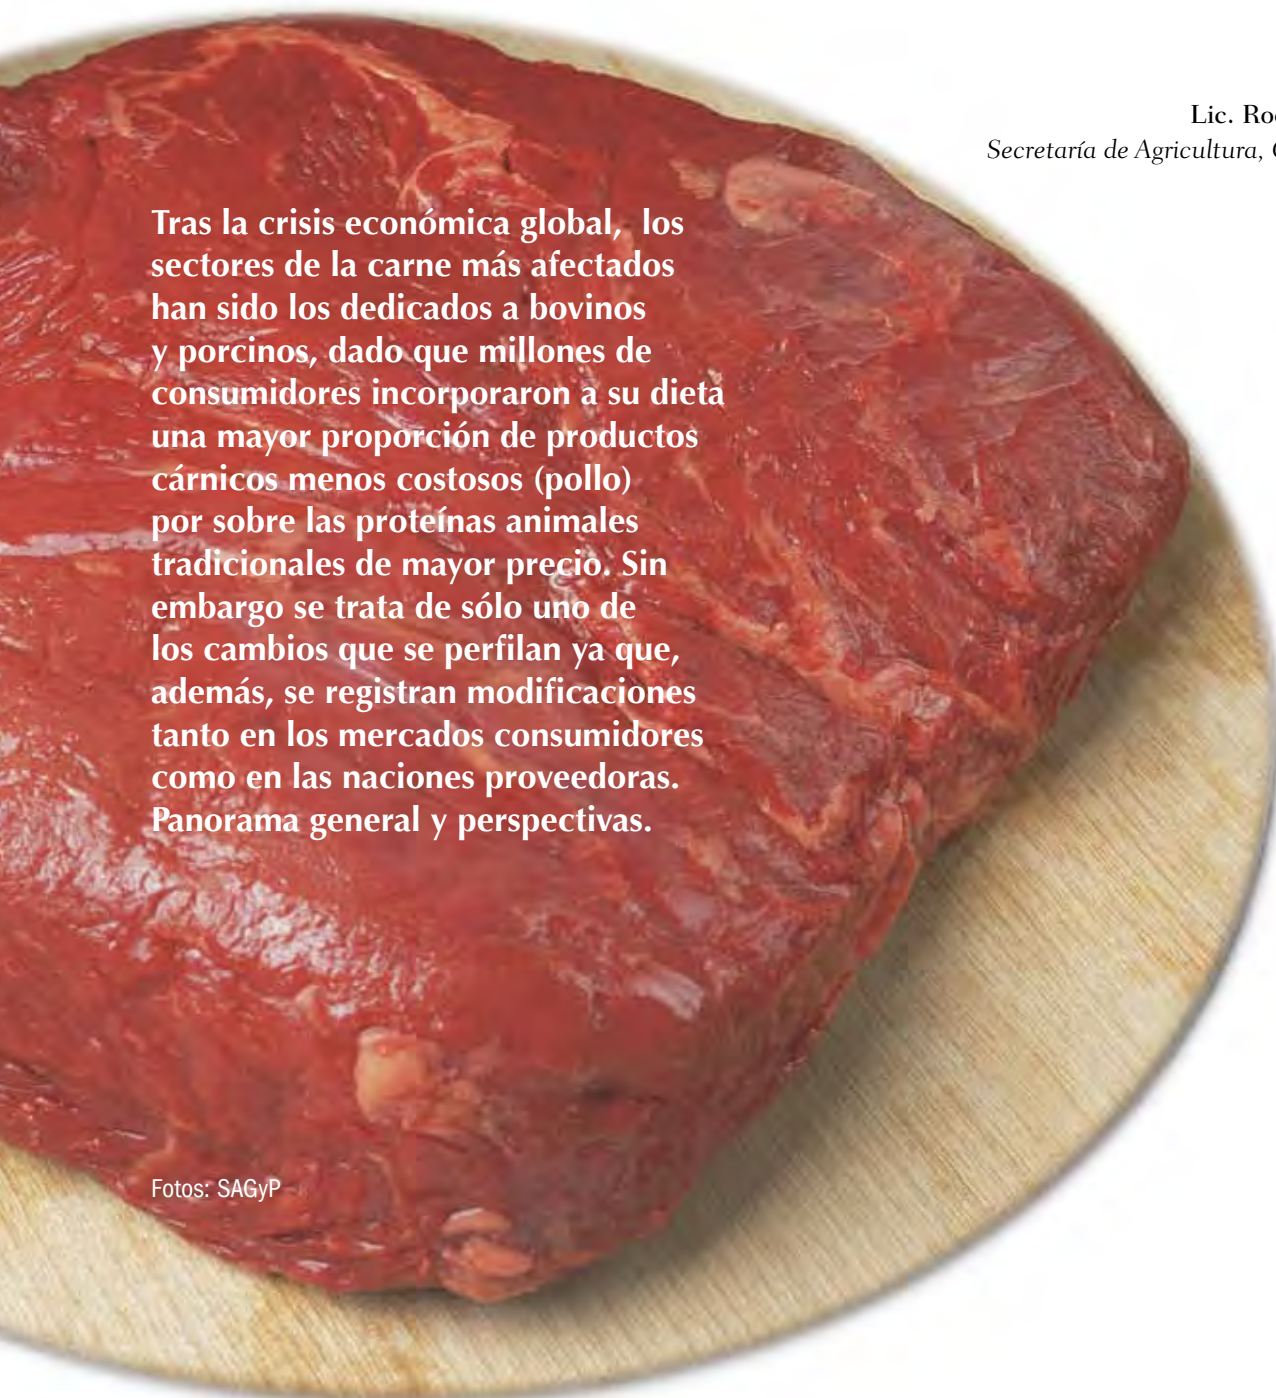 Lic.
Secretaría de Agricultura,
Tras la crisis económica global, los
sectores de la carne más afectados
han sido los dedicados a bovinos
y porcinos, dado que millones de
consumidores incorporaron a su dieta
una mayor proporción de productos
cárnicos menos costosos (pollo)
por sobre las proteínas animales
tradicionales de mayor precio. Sin
embargo se trata de sólo uno de
los cambios que se perfilan ya que,
además, se registran modificaciones
tanto en los mercados consumidores
como en las naciones proveedoras.
Panorama general y perspectivas.
Fotos: SAGyP